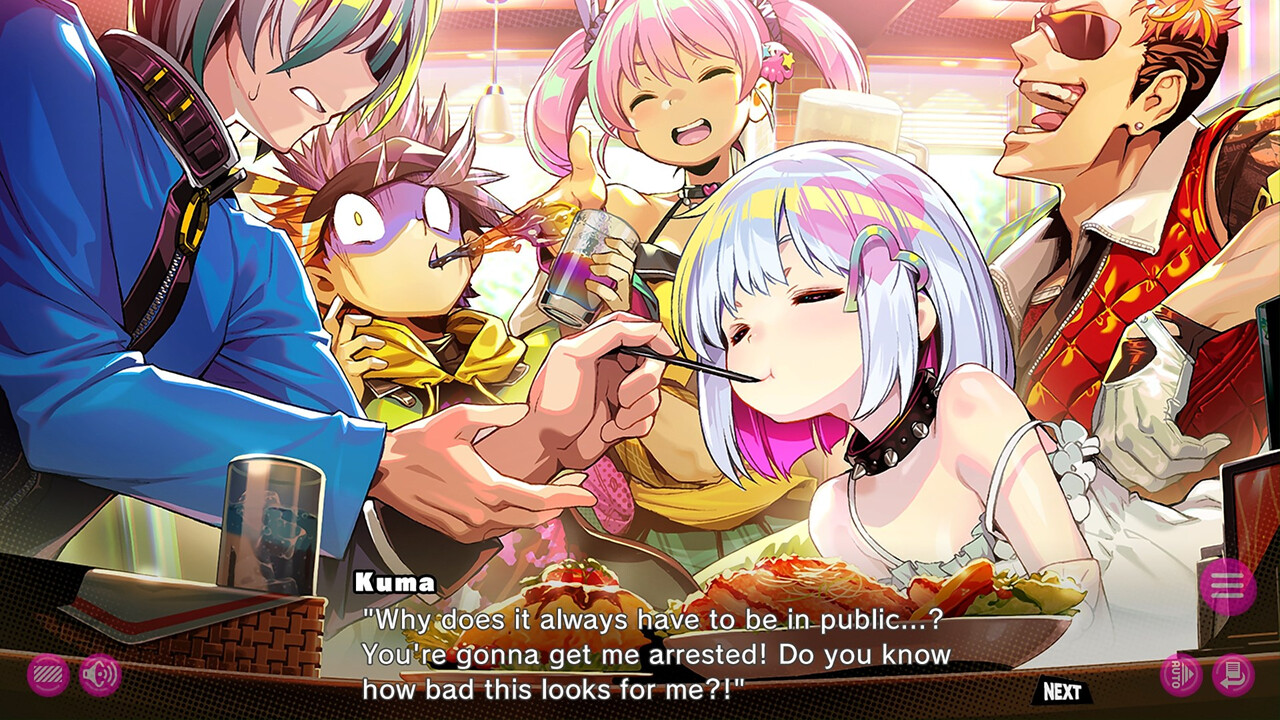 Kuma
"Why does it always have to be in public...?
You're gonna get me arrested! Do you know
how bad this looks for me?!"
NEXT
AUTO